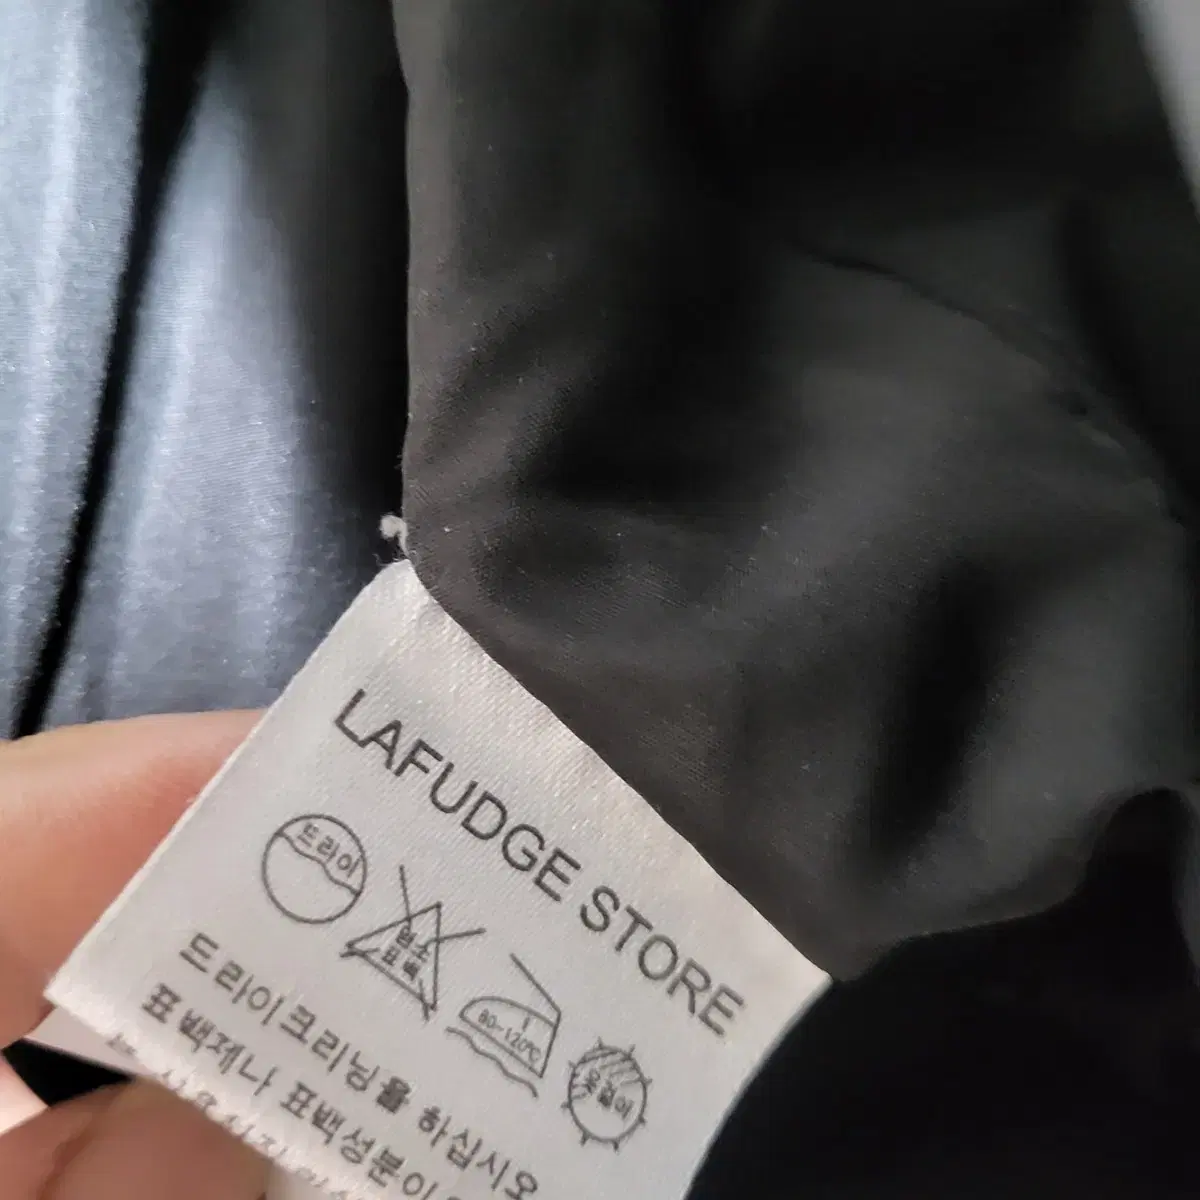 LAFUDGE STORE
드라이
염소
표백
80~120℃
옷걸이
드라이크리닝을 하십시오
표백제나 표백성분이